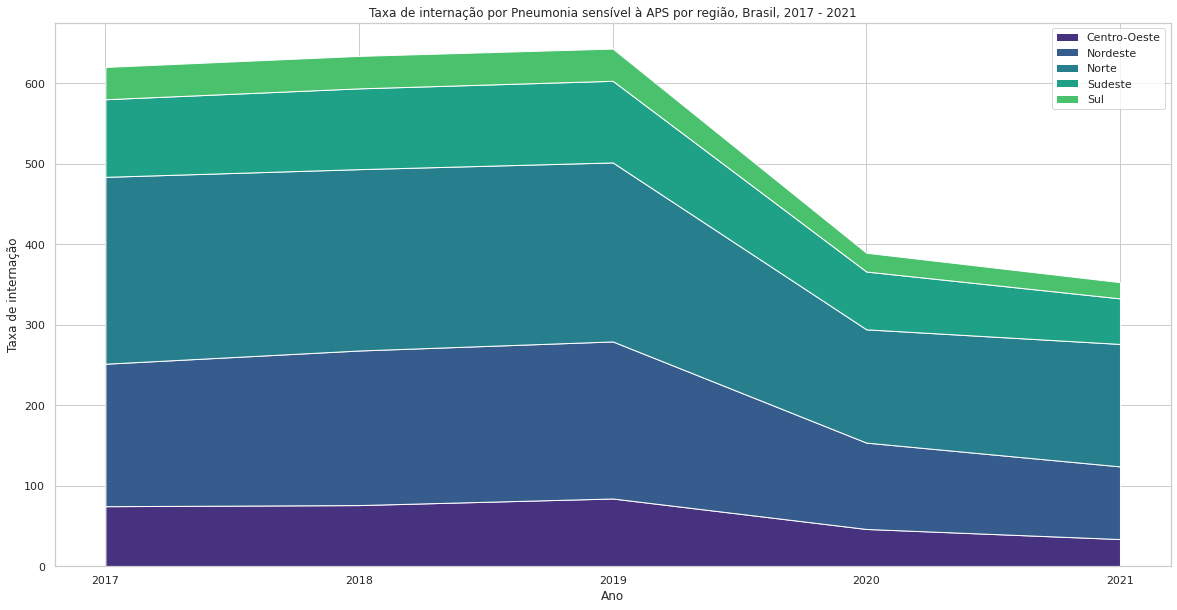 Taxa de internação por Pneumonia sensível à APS por região, Brasil, 2017 - 2021
Centro-Oeste
Nordeste
Norte
Sudeste
Sul
Taxa de internação
600
500
400
300
200
100
0
2017 2018 2019 2020 2021
Ano